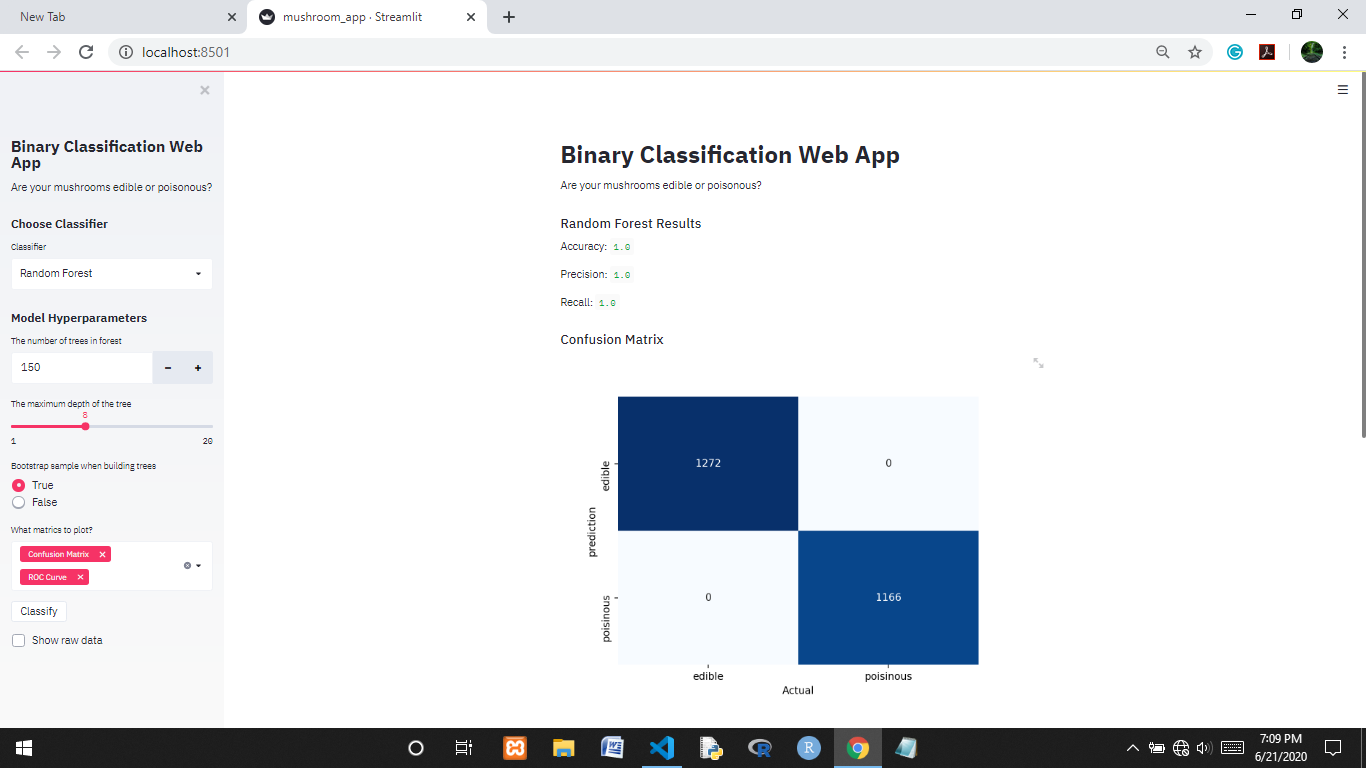 New Tab
mushroom_app · Streamlit
localhost:8501
Binary Classification Web
App
Are your mushrooms edible or poisonous?
Choose Classifier
Classifier
Random Forest
Model Hyperparameters
The number of trees in forest
150
The maximum depth of the tree
8
1 20
Bootstrap sample when building trees
True
False
What matrics to plot?
Confusion Matrix
ROC Curve
Classify
Show raw data
Binary Classification Web App
Are your mushrooms edible or poisonous?
Random Forest Results
Accuracy: 1.0
Precision: 1.0
Recall: 1.0
Confusion Matrix
prediction
edible
1272 0
poisinous
0 1166
edible poisinous
Actual
7:09 PM
6/21/2020